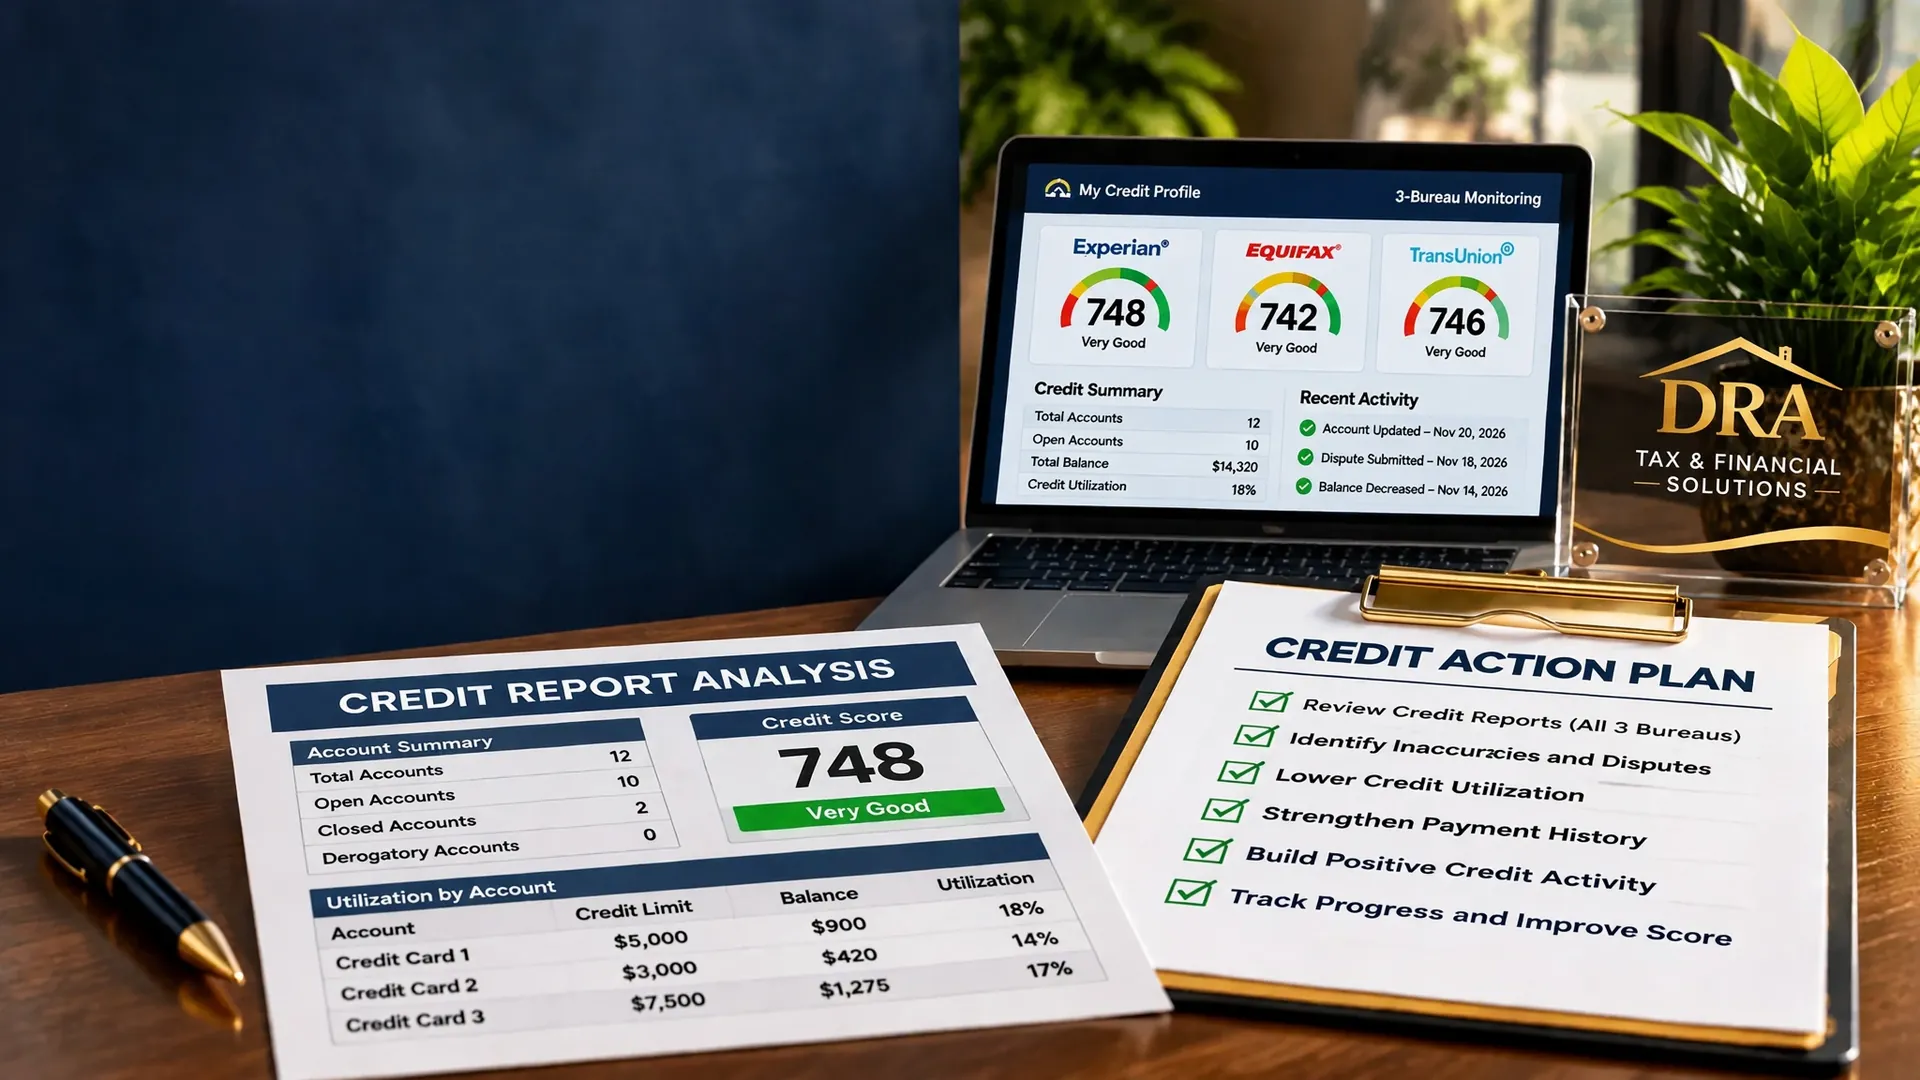 My Credit Profile
3-Bureau Monitoring
Experian®
748
Very Good
EQUIFAX®
742
Very Good
TransUnion®
746
Very Good
Credit Summary
Total Accounts 12
Open Accounts 10
Total Balance $14,320
Credit Utilization 18%
Recent Activity
Account Updated – Nov 20, 2026
Dispute Submitted – Nov 18, 2026
Balance Decreased – Nov 14, 2026
DRA
TAX & FINANCIAL
SOLUTIONS
CREDIT REPORT ANALYSIS
Account Summary
Total Accounts 12
Open Accounts 10
Closed Accounts 2
Derogatory Accounts 0
Credit Score
748
Very Good
Utilization by Account
Account Credit Limit Balance Utilization
Credit Card 1 $5,000 $900 18%
Credit Card 2 $3,000 $420 14%
Credit Card 3 $7,500 $1,275 17%
CREDIT ACTION PLAN
Review Credit Reports (All 3 Bureaus)
Identify Inaccurzcies and Disputes
Lower Credit Utilization
Strengthen Payment History
Build Positive Credit Activity
Track Progress and Improve Score